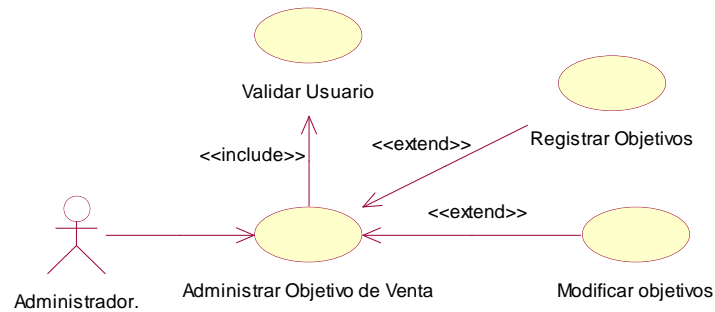 Validar Usuario
Registrar Objetivos
<<extend>>
<<include>>
<<extend>>
Administrador.
Administrar Objetivo de Venta
Modificar objetivos